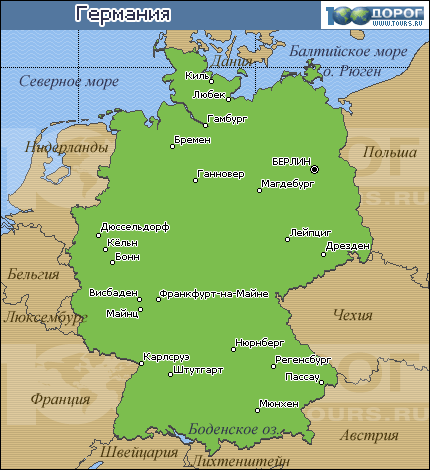 Германия
100 ДОРОГ
WWW.TOURS.RU
Дания
Балтийское море
Северное море
Киль
о. Рюген
Любек
Гамбург
Бремен
Нидерланды
Польша
БЕРЛИН
Ганновер
Магдебург
Дюссельдорф
Лейпциг
Кёльн
Дрезден
Бонн
Бельгия
Висбаден
Франкфурт-на-Майне
Майнц
Люксембург
Чехия
Нюрнберг
Карлсруэ
Регенсбург
Штутгарт
Пассау
Франция
Мюнхен
Боденское оз.
Австрия
Швейцария
Лихтенштейн